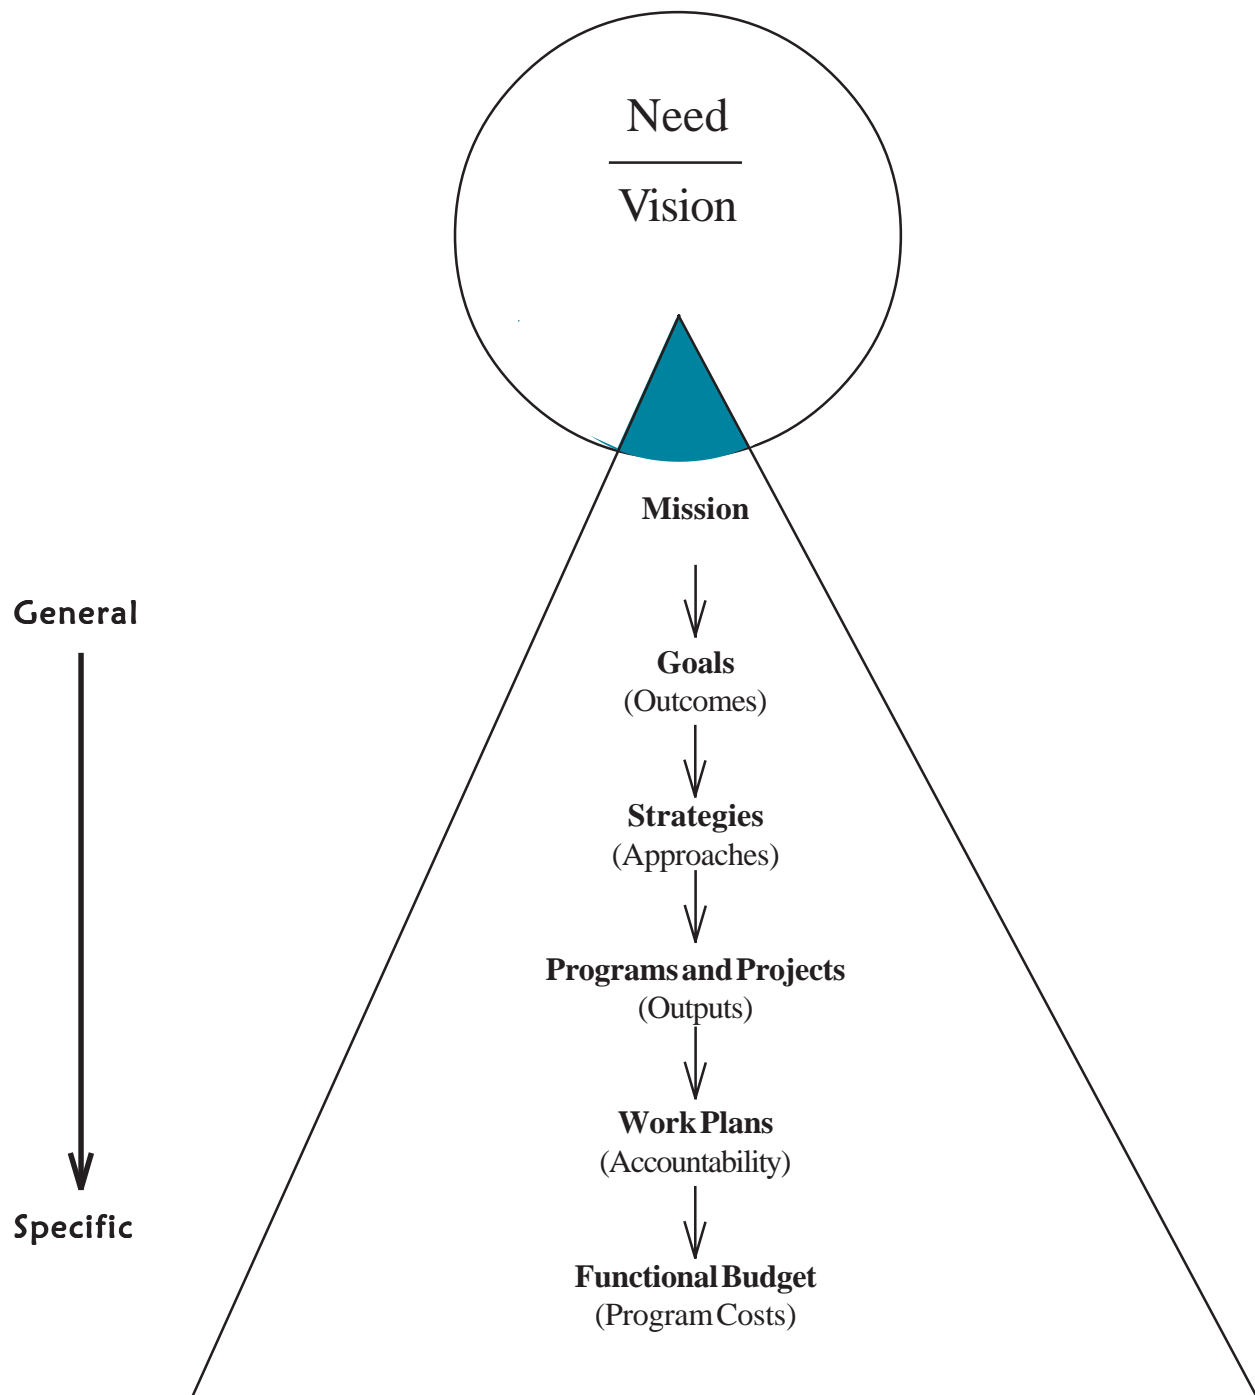 Need
Vision
Mission
General
Goals
(Outcomes)
Strategies
(Approaches)
Programs and Projects
(Outputs)
Work Plans
(Accountability)
Specific
Functional Budget
(Program Costs)